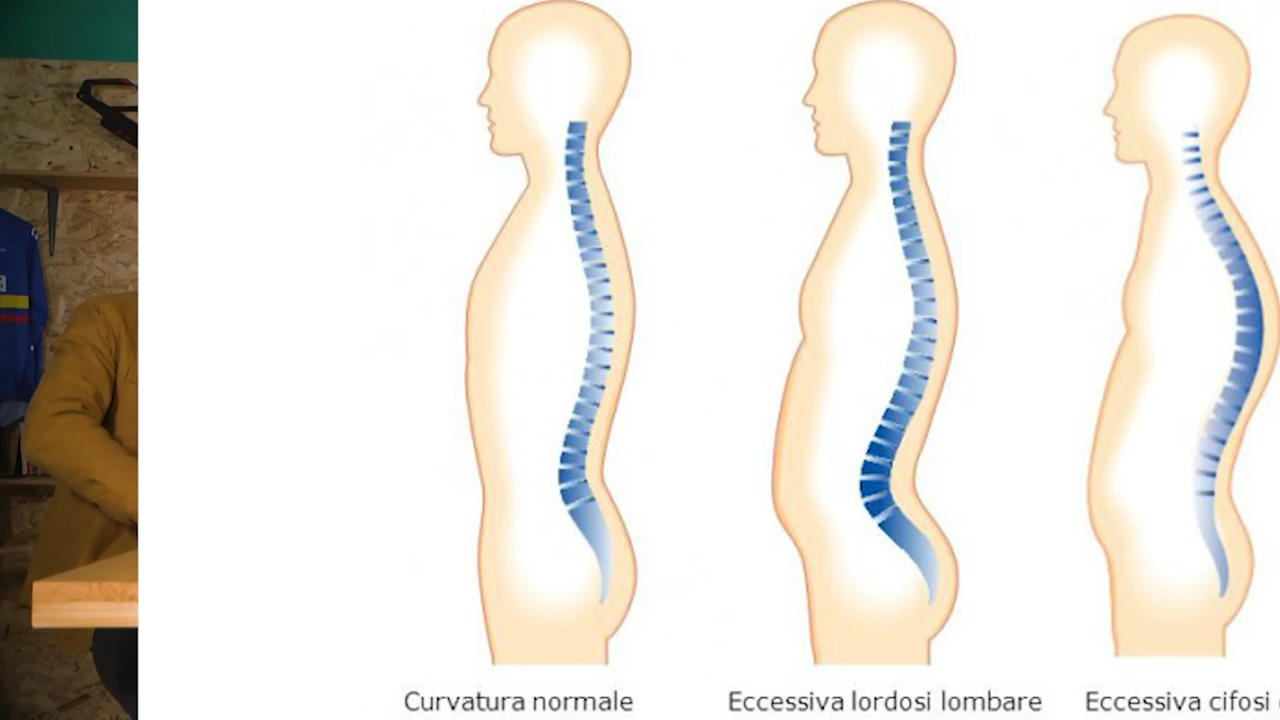 Curvatura normale
Eccessiva lordosi lombare
Eccessiva cifosi